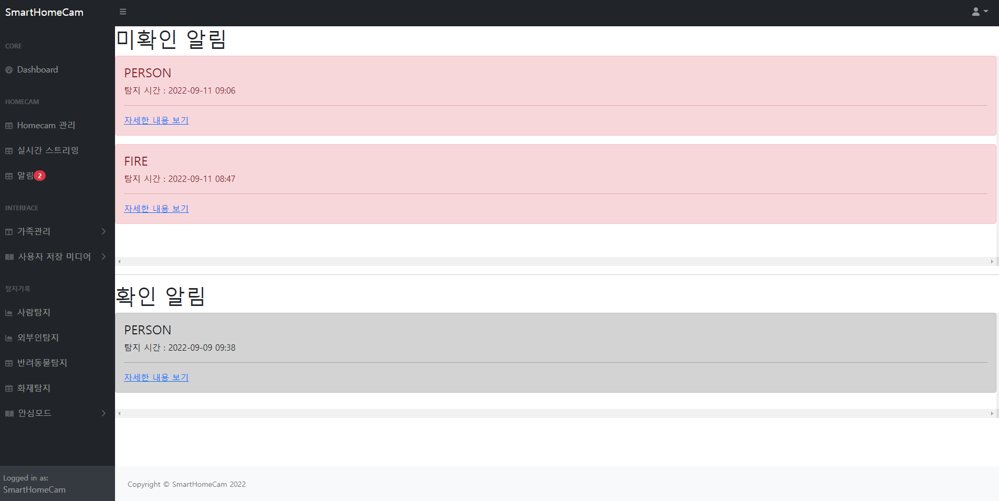 SmartHomeCam
CORE
Dashboard
HOMECAM
Homecam 관리
실시간 스트리밍
알림 2
INTERFACE
가족관리
사용자 저장 미디어
탐지기록
사람탐지
외부인탐지
반려동물탐지
화재탐지
안심모드
Logged in as:
SmartHomeCam
미확인 알림
PERSON
탐지 시간 : 2022-09-11 09:06
자세한 내용 보기
FIRE
탐지 시간 : 2022-09-11 08:47
자세한 내용 보기
확인 알림
PERSON
탐지 시간 : 2022-09-09 09:38
자세한 내용 보기
Copyright © SmartHomeCam 2022